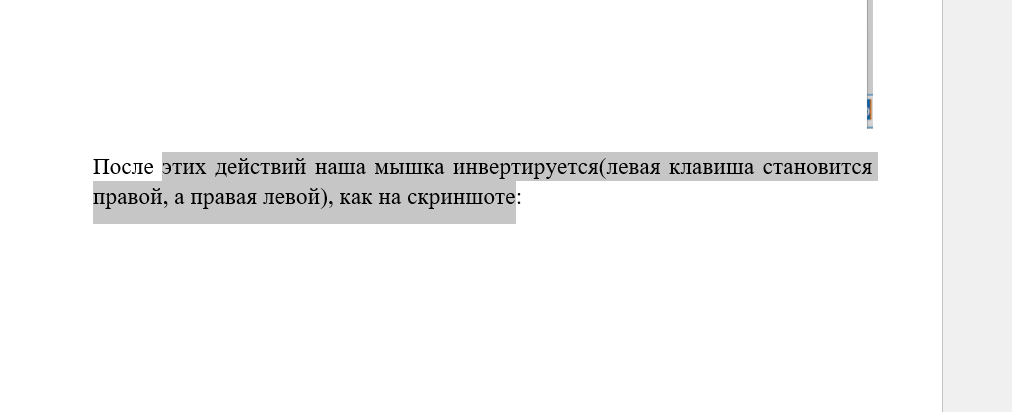 После этих действий наша мышка инвертируется(левая клавиша становится
правой, а правая левой), как на скриншоте: